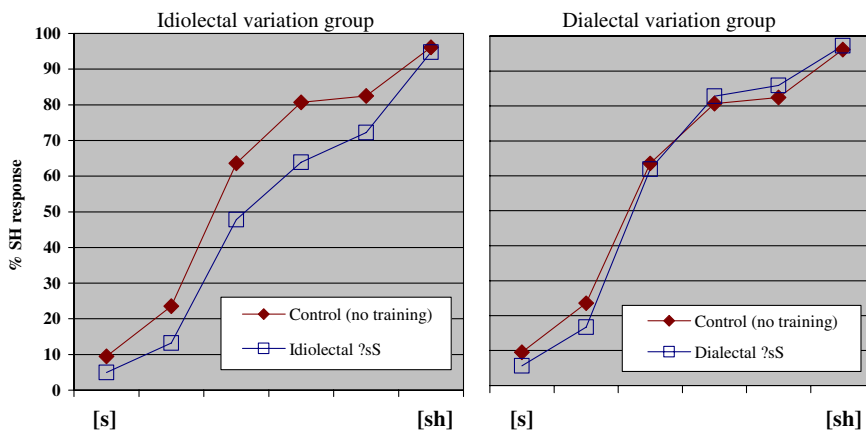 Idiolectal variation group
Dialectal variation group
100
90
80
70
60
50
40
30
20
10
0
% SH response
Control (no training)
Idiolectal ?sS
Control (no training)
Dialectal ?sS
[s]
[sh]
[s]
[sh]